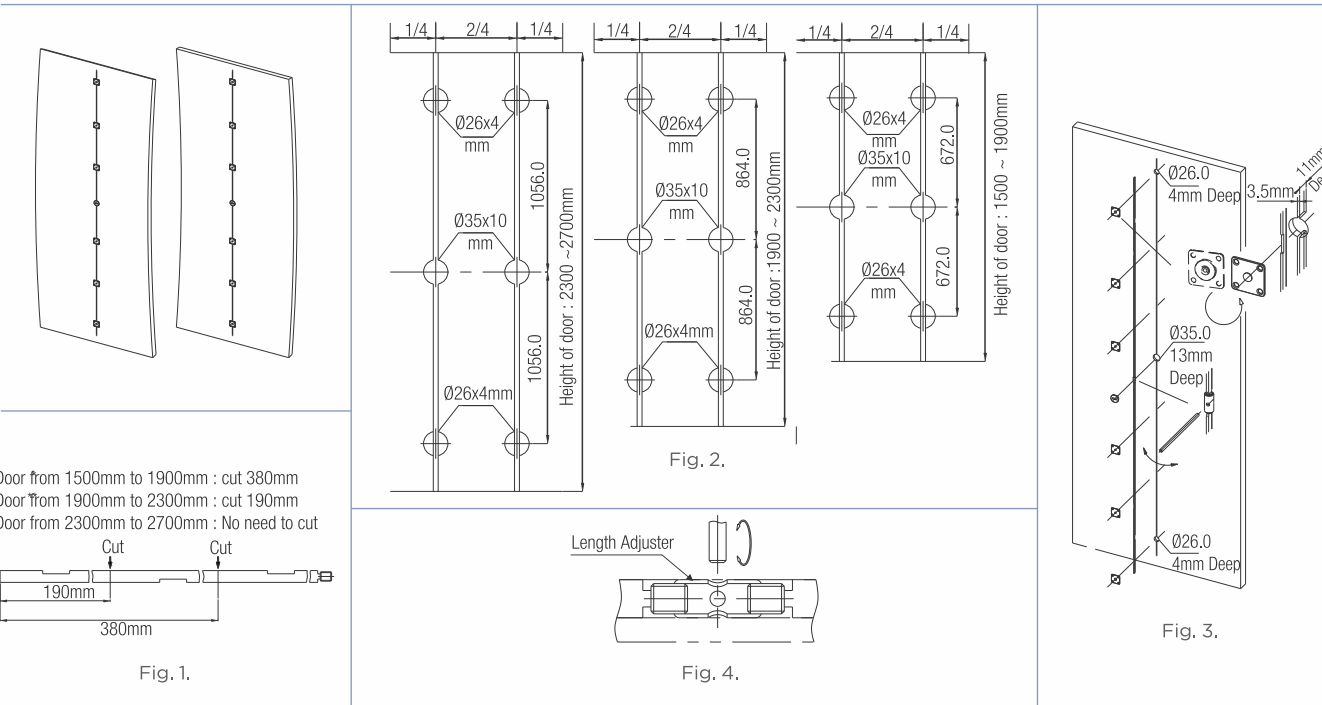 Door from 1500mm to 1900mm : cut 380mm
Door from 1900mm to 2300mm : cut 190mm
Door from 2300mm to 2700mm : No need to cut
Cut
Cut
190mm
380mm
Fig. 1.
1/4
2/4
1/4
Ø26x4
mm
Ø35x10
mm
Ø26x4mm
1056.0
1056.0
Height of door : 2300 ~2700mm
1/4
2/4
1/4
Ø26x4
mm
Ø35x10
mm
Ø26x4mm
864.0
864.0
Height of door :1900 ~ 2300mm
1/4
2/4
1/4
Ø26x4
mm
Ø35x10
mm
Ø26x4
mm
672.0
672.0
Height of door : 1500 ~ 1900mm
Fig. 2.
Length Adjuster
Fig. 4.
Ø26.0
4mm Deep
3.5mm
11mm
Ø35.0
13mm
Deep
Ø26.0
4mm Deep
Fig. 3.